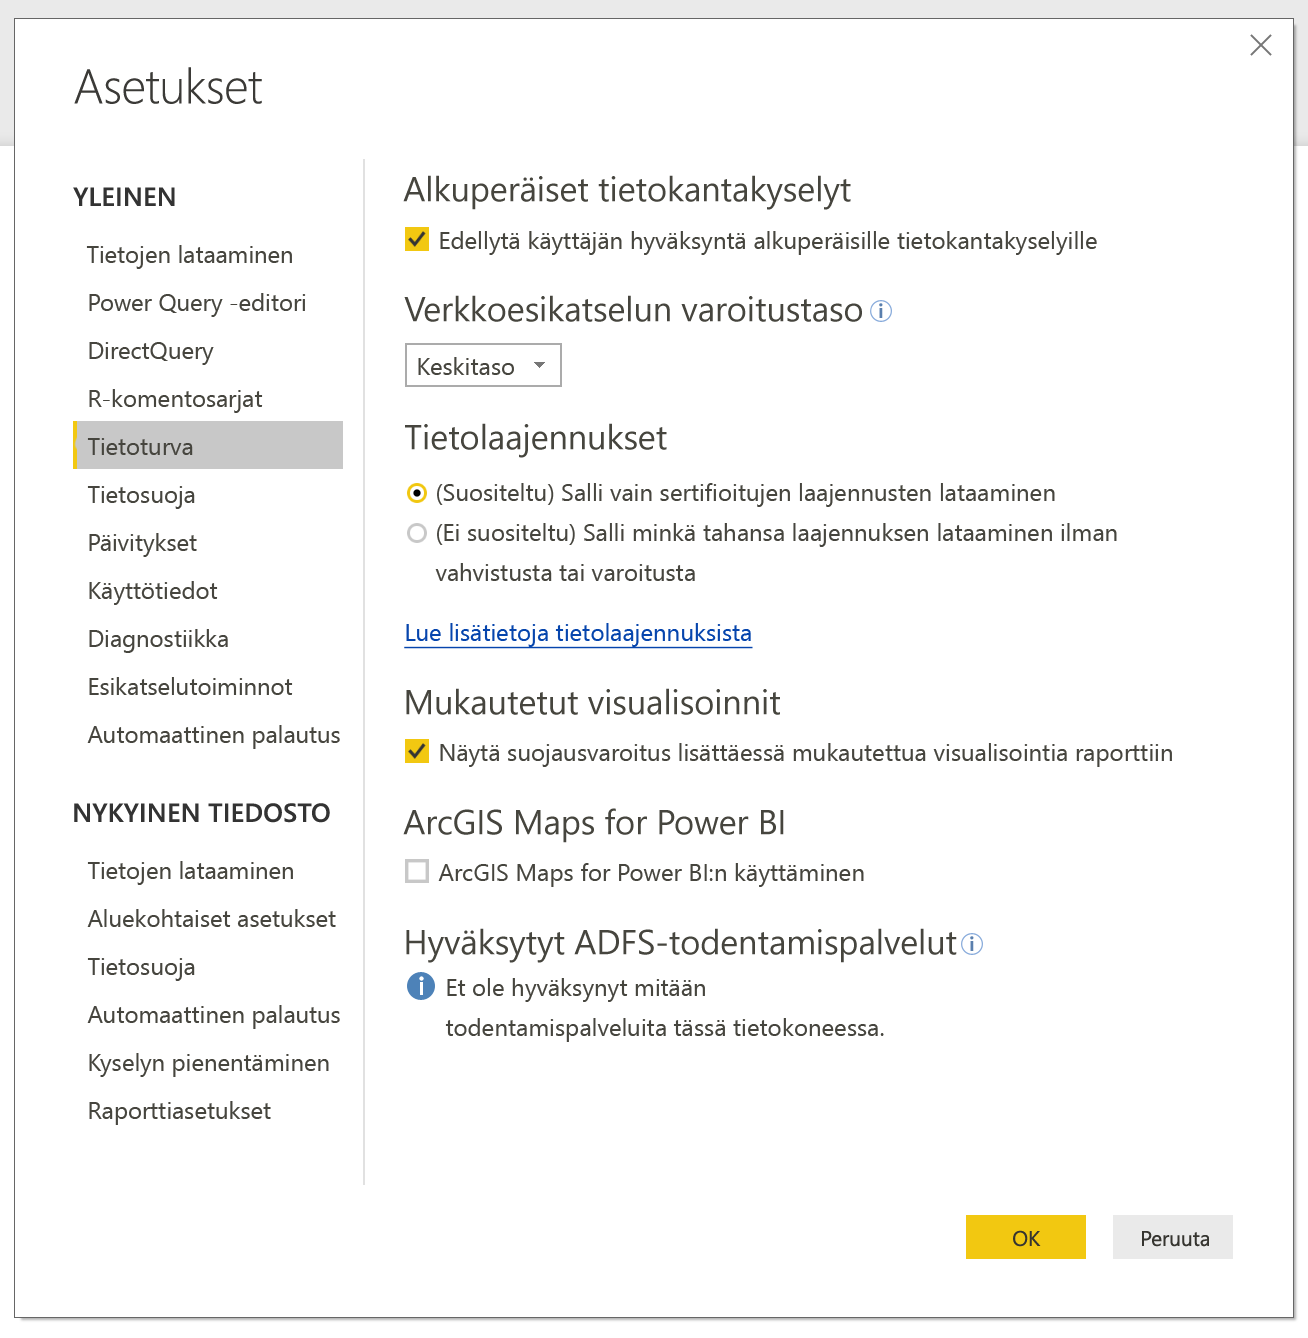 Asetukset
YLEINEN
Tietojen lataaminen
Power Query -editori
DirectQuery
R-komentosarjat
Tietoturva
Tietosuoja
Päivitykset
Käyttötiedot
Diagnostiikka
Esikatselutoiminnot
Automaattinen palautus
NYKYINEN TIEDOSTO
Tietojen lataaminen
Aluekohtaiset asetukset
Tietosuoja
Automaattinen palautus
Kyselyn pienentäminen
Raporttiasetukset
Alkuperäiset tietokantakyselyt
Edellytä käyttäjän hyväksyntä alkuperäisille tietokantakyselyille
Verkkoesikatselun varoitustaso
Keskitaso
Tietolaajennukset
(Suositeltu) Salli vain sertifioitujen laajennusten lataaminen
(Ei suositeltu) Salli minkä tahansa laajennuksen lataaminen ilman
vahvistusta tai varoitusta
Lue lisätietoja tietolaajennuksista
Mukautetut visualisoinnit
Näytä suojausvaroitus lisättäessä mukautettua visualisointia raporttiin
ArcGIS Maps for Power BI
ArcGIS Maps for Power BI:n käyttäminen
Hyväksytyt ADFS-todentamispalvelut
Et ole hyväksynyt mitään
todentamispalveluita tässä tietokoneessa.
OK
Peruuta